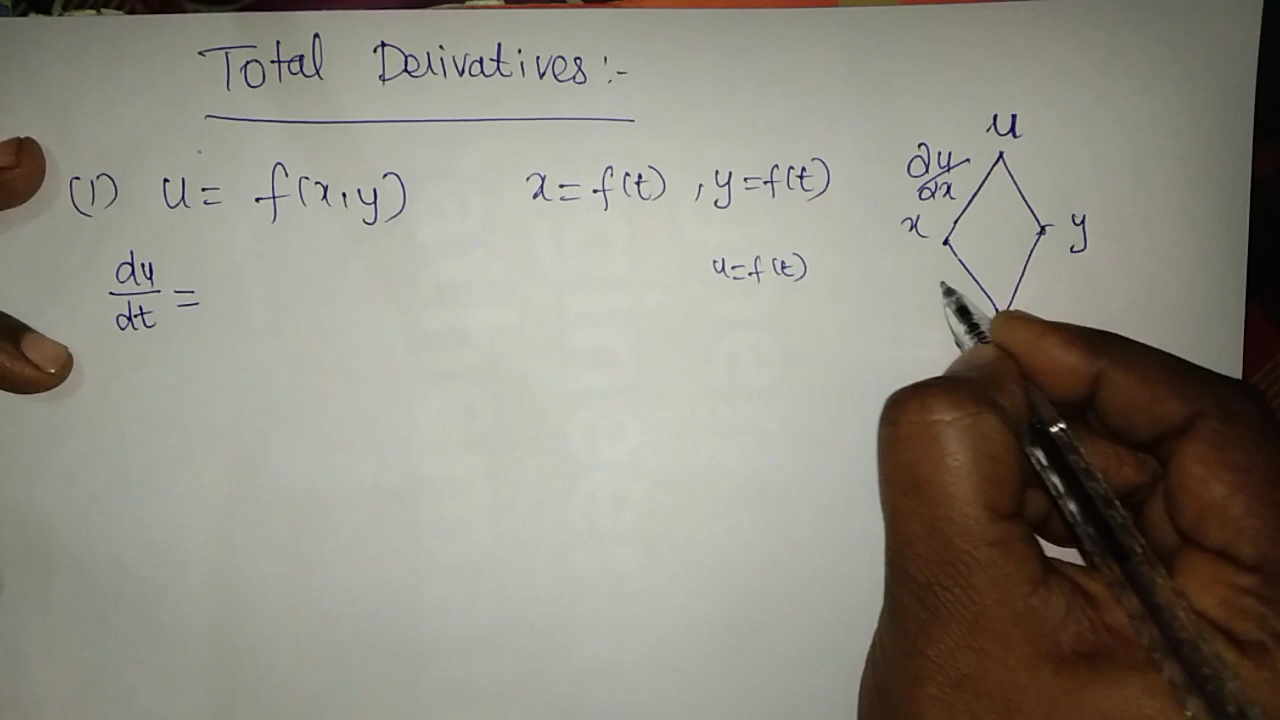 Total Derivatives:-
(1) u = f(x,y) x = f(t) , y = f(t)
du/dt =
u = f(t)
u
∂u/∂x
x
y